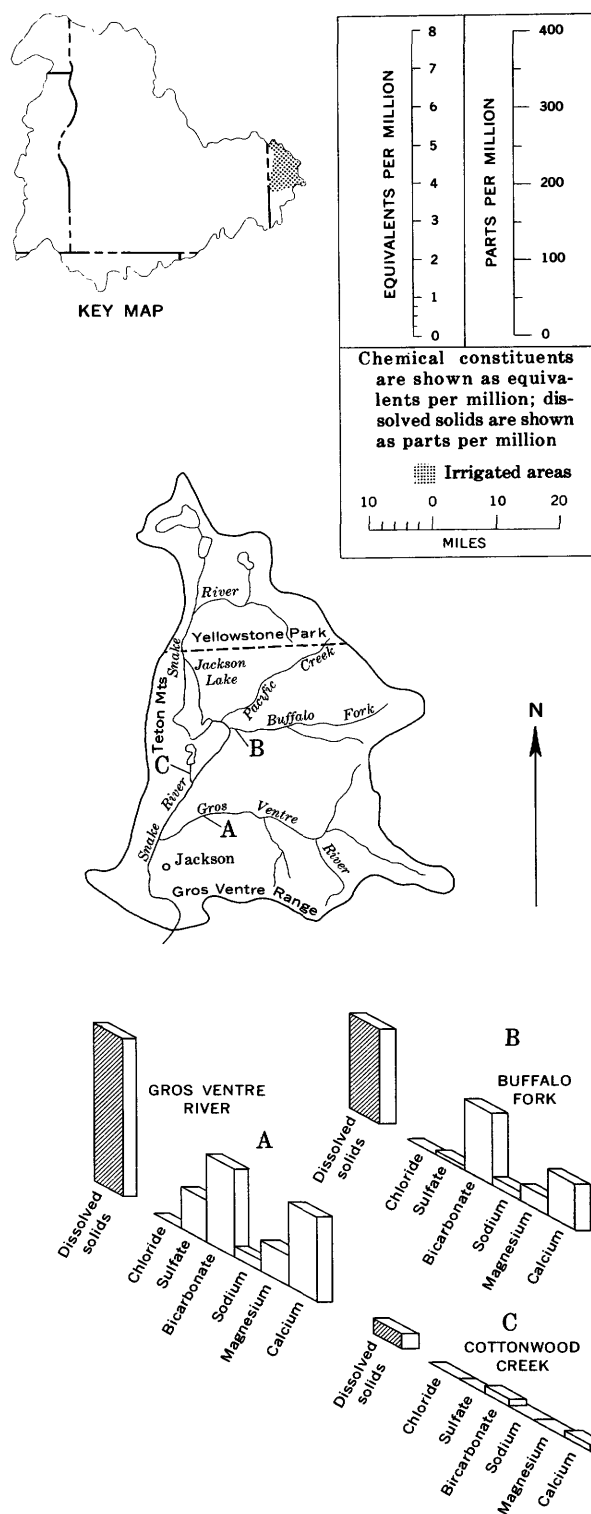 KEY MAP
EQUIVALENTS PER MILLION
8
7
6
5
4
3
2
1
0
PARTS PER MILLION
400
300
200
100
0
Chemical constituents
are shown as equiva-
lents per million; dis-
solved solids are shown
as parts per million
Irrigated areas
10 0 10 20
MILES
River
Yellowstone Park
Snake
Jackson
Lake
Pacific Creek
Teton Mts
Buffalo Fork
B
C
River
Gros Ventre
A
Snake
Jackson
River
Gros Ventre Range
N
GROS VENTRE
RIVER
A
Dissolved
solids
Chloride
Sulfate
Bicarbonate
Sodium
Magnesium
Calcium
B
BUFFALO
FORK
Dissolved
solids
Chloride
Sulfate
Bicarbonate
Sodium
Magnesium
Calcium
C
COTTONWOOD
CREEK
Dissolved
solids
Chloride
Sulfate
Bircarbonate
Sodium
Magnesium
Calcium